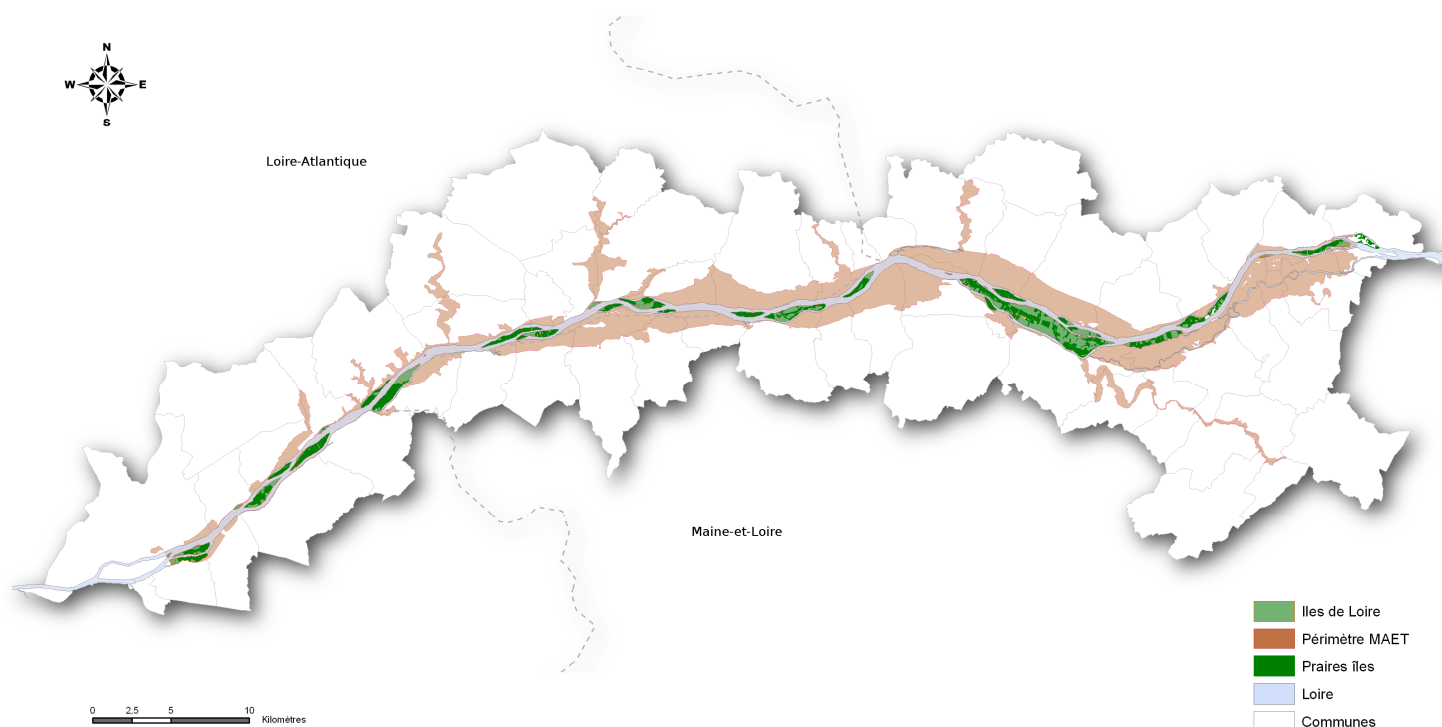 N
W E
S
Loire-Atlantique
Maine-et-Loire
Iles de Loire
Périmètre MAET
Praires îles
Loire
Communes
0 2,5 5 10
Kilomètres